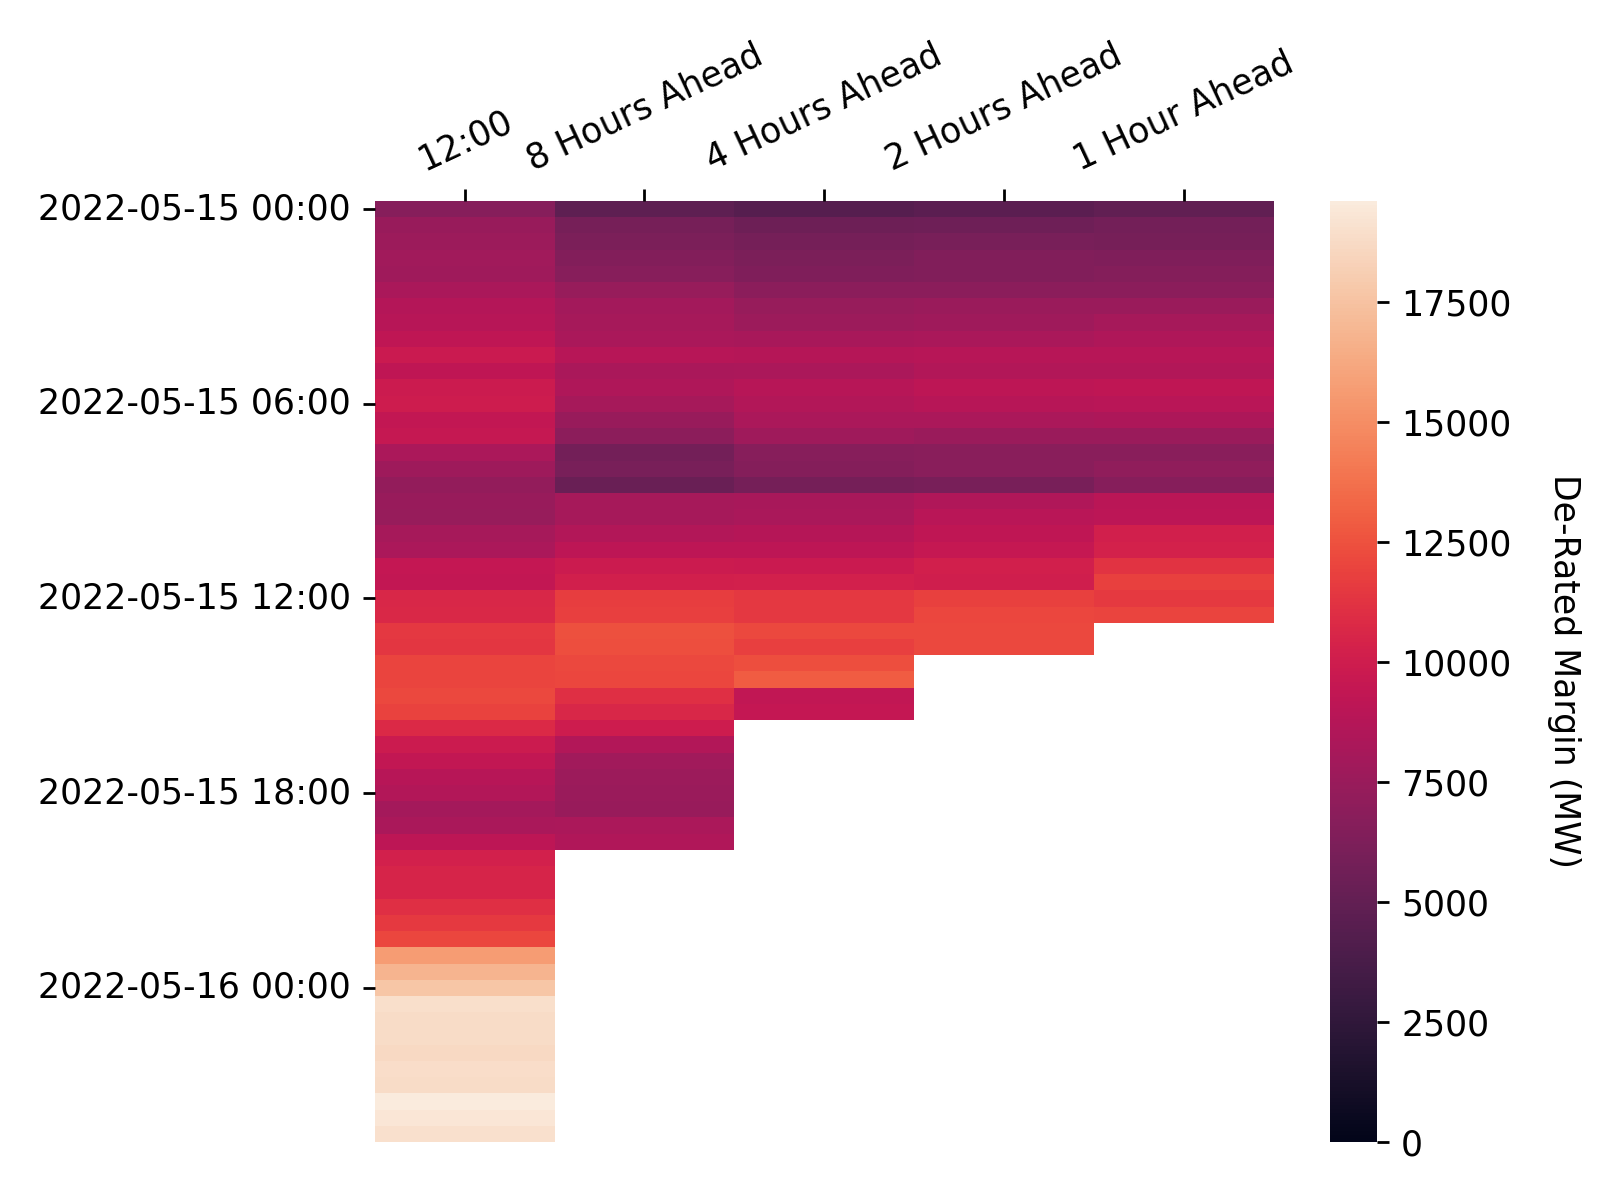 12:00
8 Hours Ahead
4 Hours Ahead
2 Hours Ahead
1 Hour Ahead
2022-05-15 00:00
2022-05-15 06:00
2022-05-15 12:00
2022-05-15 18:00
2022-05-16 00:00
17500
15000
12500
10000
7500
5000
2500
0
De-Rated Margin (MW)